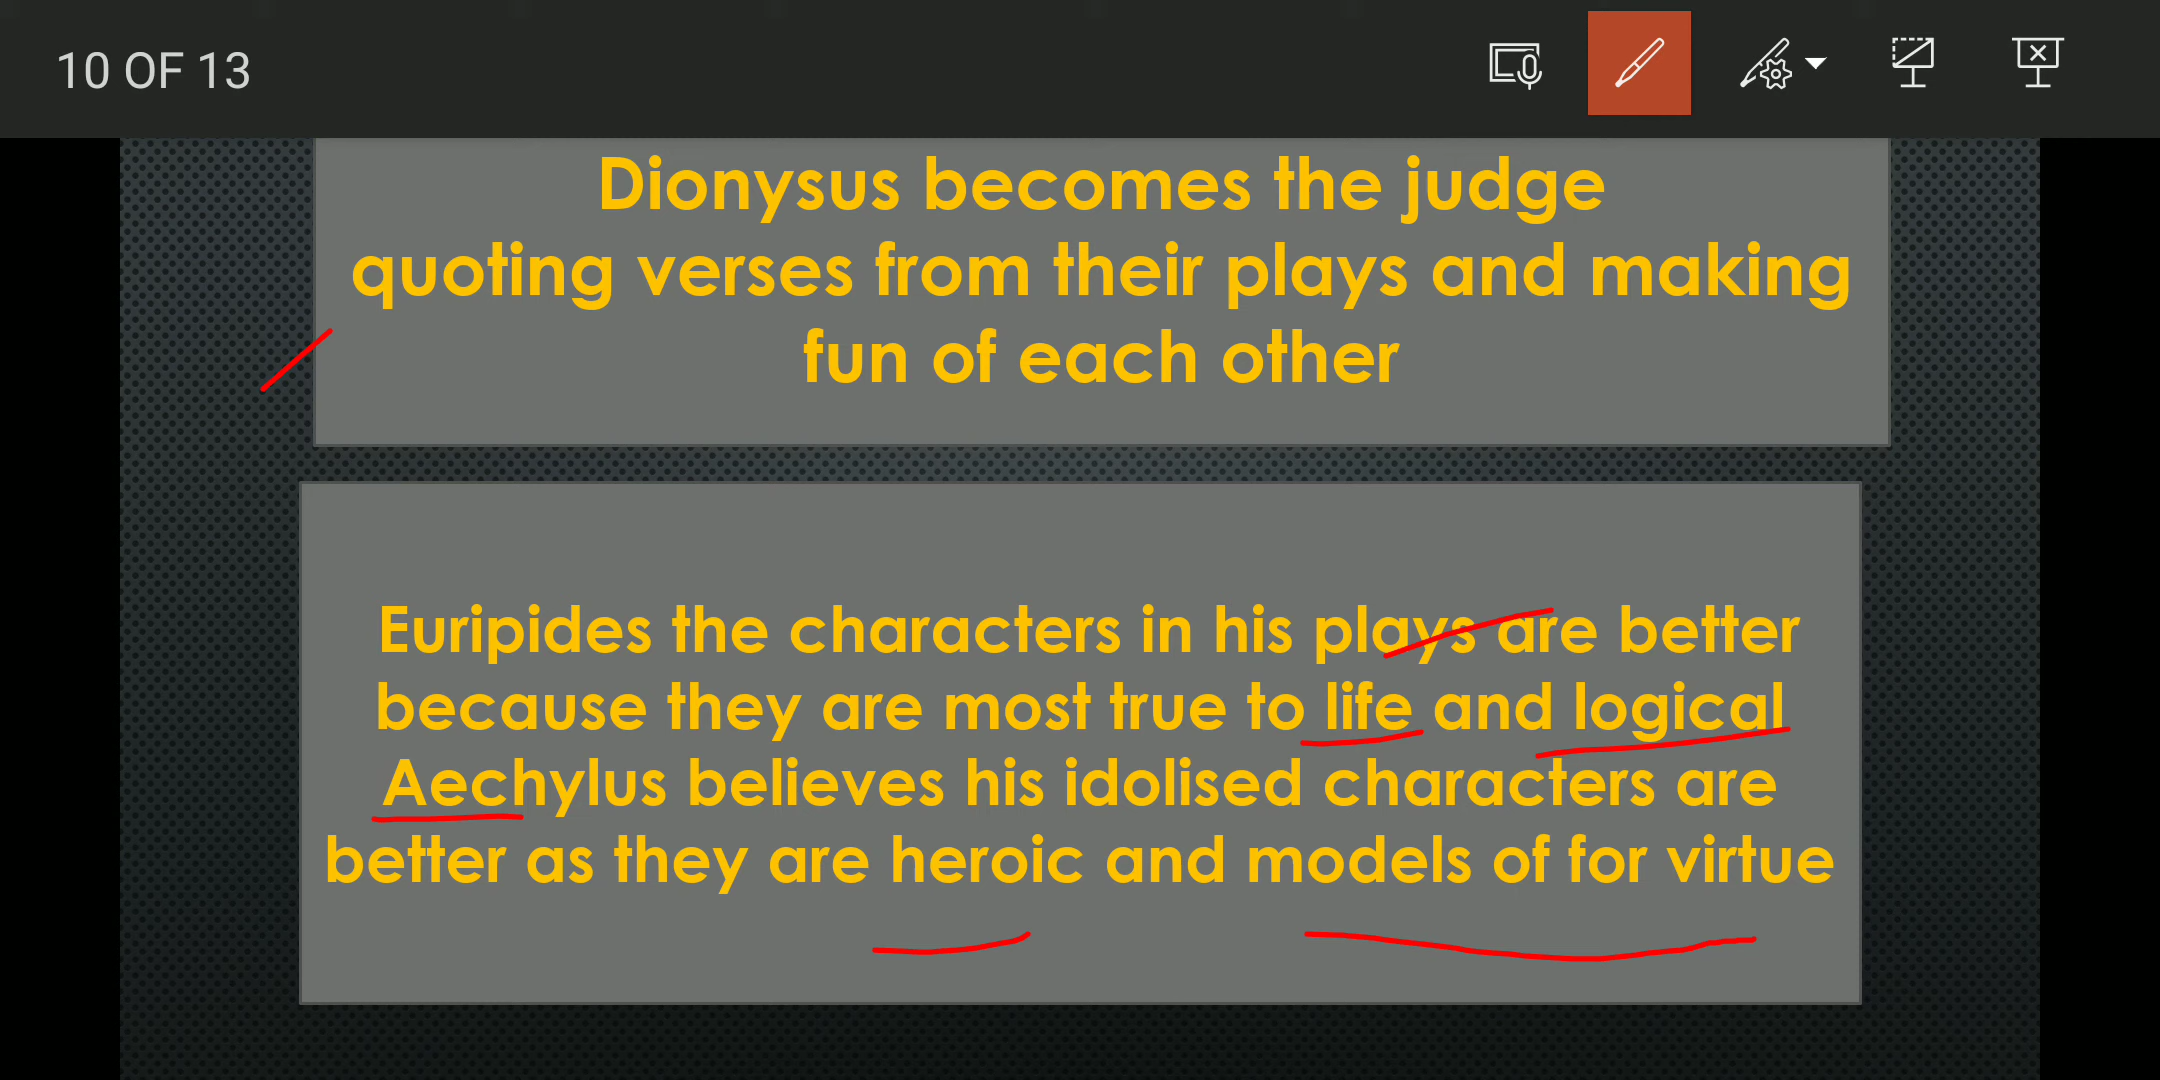 10 OF 13
Dionysus becomes the judge
quoting verses from their plays and making
fun of each other
Euripides the characters in his plays are better
because they are most true to life and logical
Aechylus believes his idolised characters are
better as they are heroic and models of for virtue